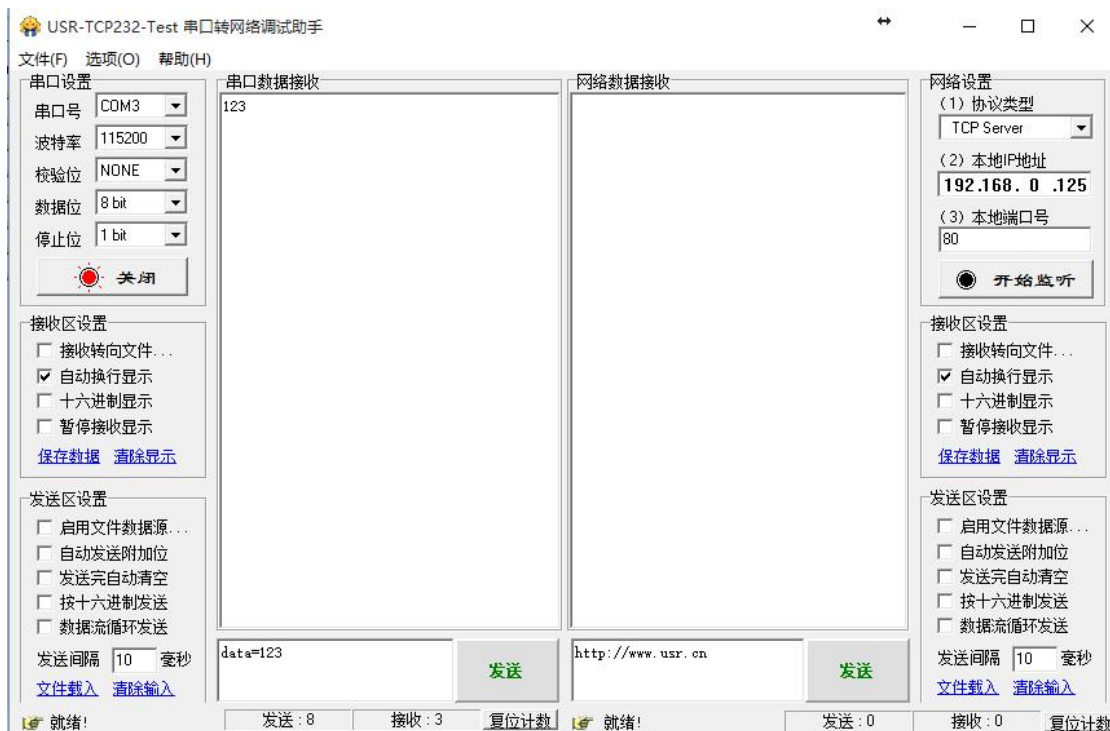 USR-TCP232-Test 串口转网络调试助手
文件(F) 选项(O) 帮助(H)
串口设置
串口号 COM3
波特率 115200
校验位 NONE
数据位 8 bit
停止位 1 bit
关闭
接收区设置
接收转向文件...
自动换行显示
十六进制显示
暂停接收显示
保存数据 清除显示
发送区设置
启用文件数据源...
自动发送附加位
发送完自动清空
按十六进制发送
数据流循环发送
发送间隔 10 毫秒
文件载入 清除输入
就绪!
串口数据接收
123
data=123
发送
发送:8 接收:3 复位计数
网络数据接收
http://www.usr.cn
发送
就绪!
发送:0 接收:0 复位计数
网络设置
(1) 协议类型
TCP Server
(2) 本地IP地址
192.168. 0 .125
(3) 本地端口号
80
开始监听
接收区设置
接收转向文件...
自动换行显示
十六进制显示
暂停接收显示
保存数据 清除显示
发送区设置
启用文件数据源...
自动发送附加位
发送完自动清空
按十六进制发送
数据流循环发送
发送间隔 10 毫秒
文件载入 清除输入